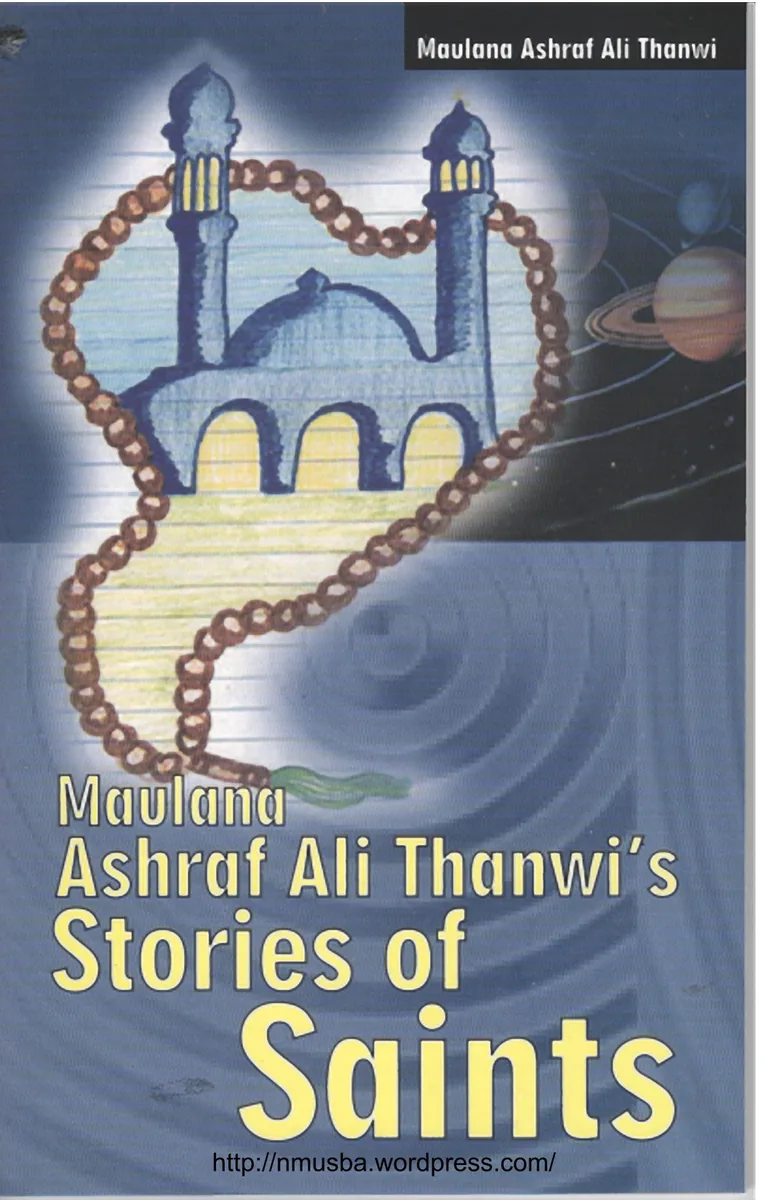 Maulana Ashraf Ali Thanwi
Maulana
Ashraf Ali Thanwi's
Stories of
Saints
http://nmusba.wordpress.com/